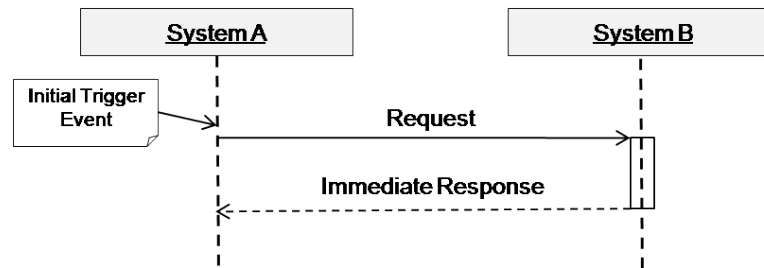 System A
System B
Initial Trigger
Event
Request
Immediate Response